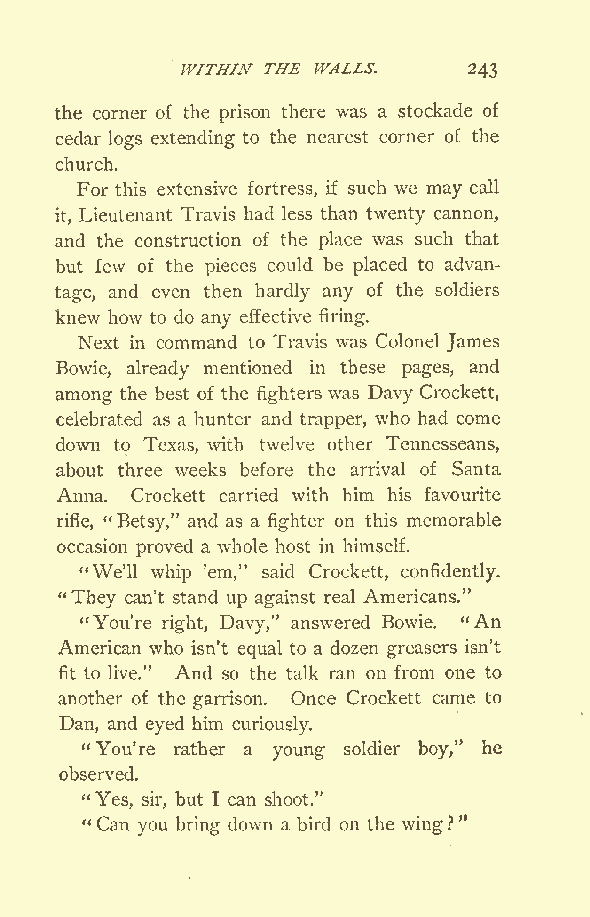 WITHIN THE WALLS. 243
the corner of the prison there was a stockade of
cedar logs extending to the nearest corner of the
church.
For this extensive fortress, if such we may call
it, Lieutenant Travis had less than twenty cannon,
and the construction of the place was such that
but few of the pieces could be placed to advan-
tage, and even then hardly any of the soldiers
knew how to do any effective firing.
Next in command to Travis was Colonel James
Bowie, already mentioned in these pages, and
among the best of the fighters was Davy Crockett,
celebrated as a hunter and trapper, who had come
down to Texas, with twelve other Tennesseans,
about three weeks before the arrival of Santa
Anna. Crockett carried with him his favourite
rifle, "Betsy," and as a fighter on this memorable
occasion proved a whole host in himself.
"We'll whip 'em," said Crockett, confidently.
"They can't stand up against real Americans."
"You're right, Davy," answered Bowie. "An
American who isn't equal to a dozen greasers isn't
fit to live." And so the talk ran on from one to
another of the garrison. Once Crockett came to
Dan, and eyed him curiously.
"You're rather a young soldier boy," he
observed.
"Yes, sir, but I can shoot."
"Can you bring down a bird on the wing?"